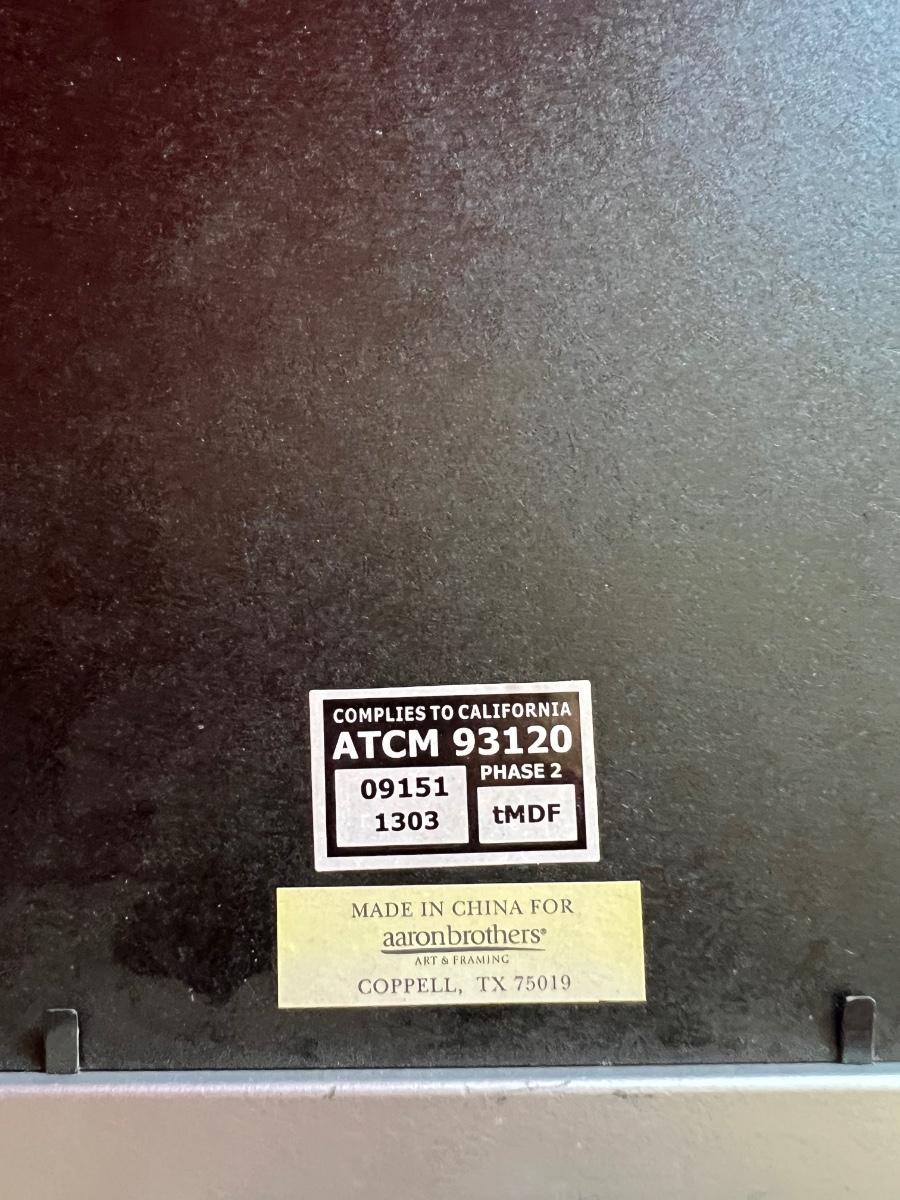 COMPLIES TO CALIFORNIA
ATCM 93120
PHASE 2
09151
1303
tMDF
MADE IN CHINA FOR
aaronbrothers®
ART & FRAMING
COPPELL, TX 75019